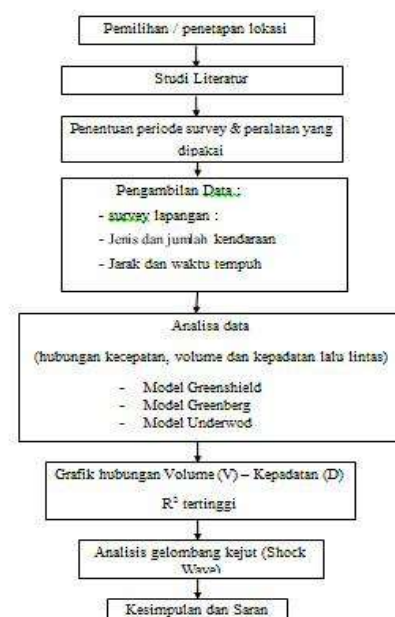 Pemilihan / penetapan lokasi
Studi Literatur
Penentuan periode survey & peralatan yang
dipakai
Pengambilan Data :
- survey lapangan :
- Jenis dan jumlah kendaraan
- Jarak dan waktu tempuh
Analisa data
(hubungan kecepatan, volume dan kepadatan lalu lintas)
- Model Greenshield
- Model Greenberg
- Model Underwod
Grafik hubungan Volume (V) – Kepadatan (D)
R² tertinggi
Analisis gelombang kejut (Shock
Wave)
Kesimpulan dan Saran